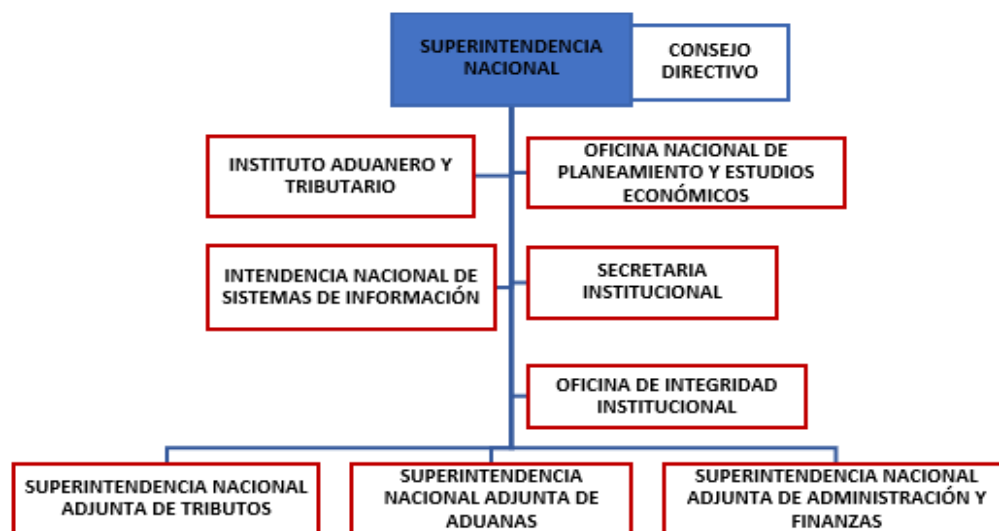 SUPERINTENDENCIA
NACIONAL
CONSEJO
DIRECTIVO
INSTITUTO ADUANERO Y
TRIBUTARIO
OFICINA NACIONAL DE
PLANEAMIENTO Y ESTUDIOS
ECONÓMICOS
INTENDENCIA NACIONAL DE
SISTEMAS DE INFORMACIÓN
SECRETARIA
INSTITUCIONAL
OFICINA DE INTEGRIDAD
INSTITUCIONAL
SUPERINTENDENCIA NACIONAL
ADJUNTA DE TRIBUTOS
SUPERINTENDENCIA
NACIONAL ADJUNTA DE
ADUANAS
SUPERINTENDENCIA NACIONAL
ADJUNTA DE ADMINISTRACIÓN Y
FINANZAS